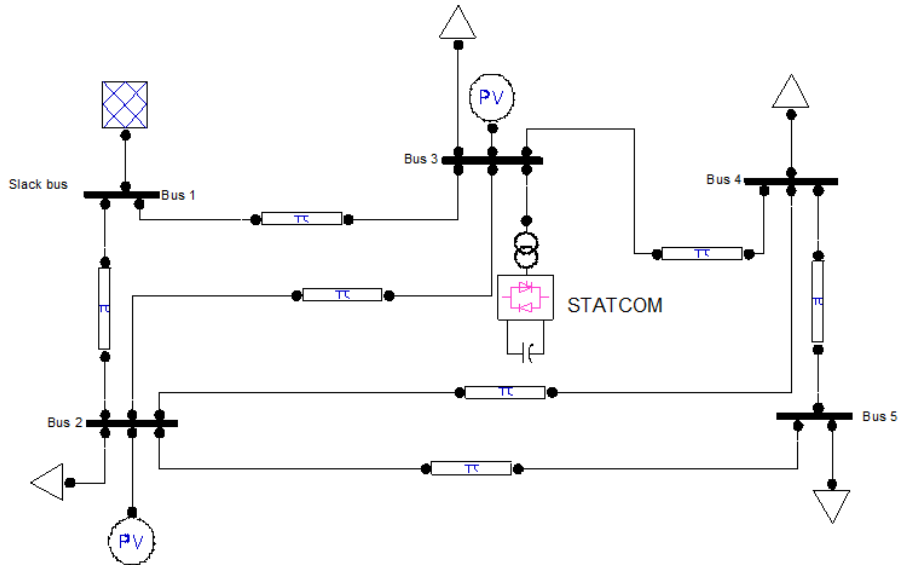 PV
Bus 3
Bus 4
Slack bus
Bus 1
π
π
π
π
π
STATCOM
π
Bus 2
Bus 5
π
PV